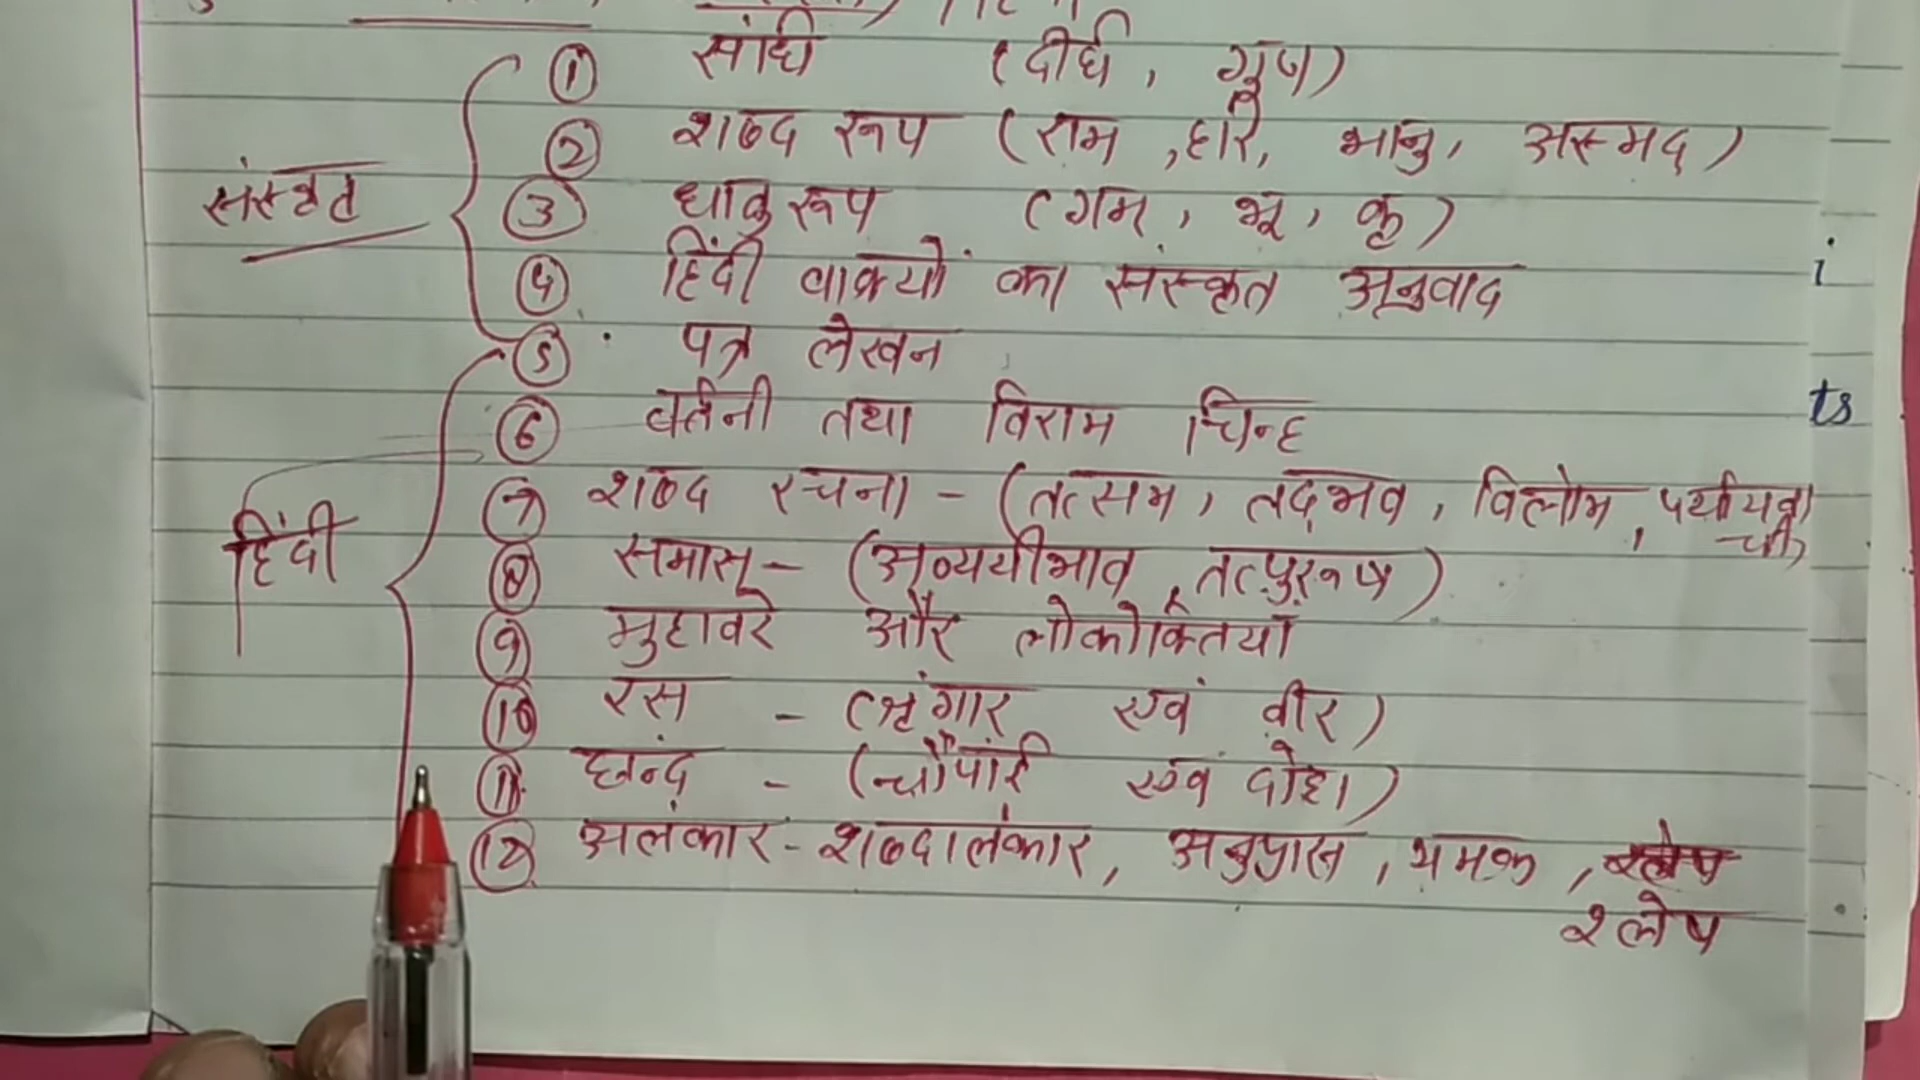 संस्कृत
① संधि (दीर्घ, गुण)
② शब्द रूप (राम, हरि, भानु, अस्मद)
③ धातु रूप (गम, भू, कृ)
④ हिंदी वाक्यों का संस्कृत अनुवाद
⑤ पत्र लेखन
हिंदी
⑥ वर्तनी तथा विराम चिन्ह
⑦ शब्द रचना - (तत्सम, तद्भव, विलोम, पर्यायवाची)
⑧ समास - (अव्ययीभाव, तत्पुरूष)
⑨ मुहावरे और लोकोक्तियाँ
⑩ रस - (श्रृंगार एवं वीर)
⑪ छन्द - (चौपाई एवं दोहा)
⑫ अलंकार - शब्दालंकार, अनुप्रास, यमक,
श्लेष
i
ts